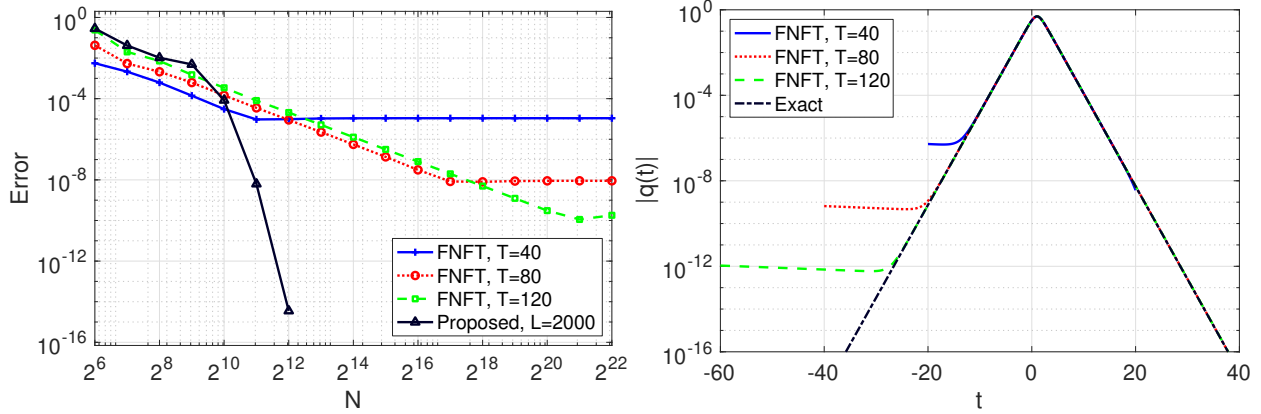 10^0
10^-4
10^-8
10^-12
10^-16
Error
2^6
2^8
2^10
2^12
2^14
2^16
2^18
2^20
2^22
N
FNFT, T=40
FNFT, T=80
FNFT, T=120
Proposed, L=2000
10^0
10^-4
10^-8
10^-12
10^-16
|q(t)|
-60
-40
-20
0
20
40
t
FNFT, T=40
FNFT, T=80
FNFT, T=120
Exact